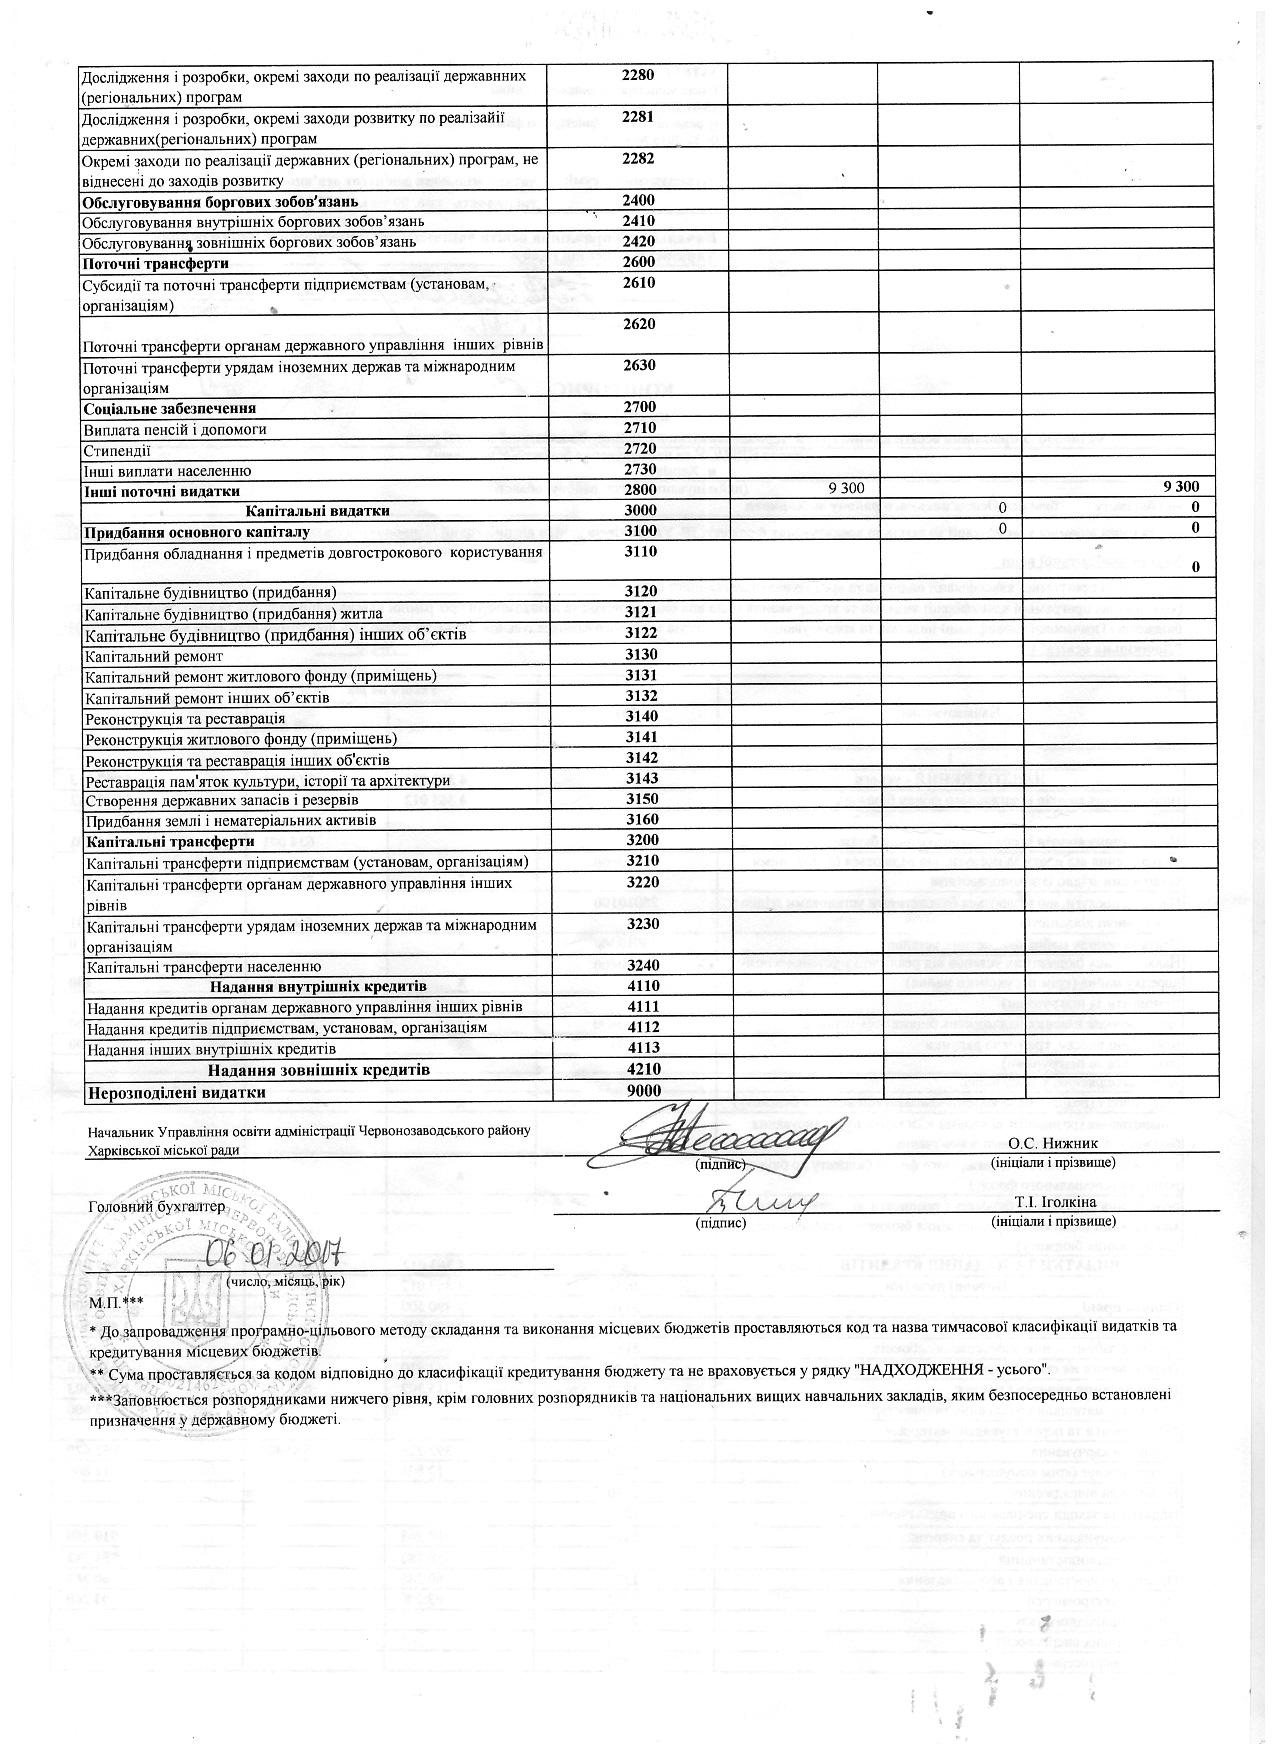 Дослідження і розробки, окремі заходи по реалізації державнних 2280
(регіональних) програм
Дослідження і розробки, окремі заходи розвитку по реалізайії 2281
державних(регіональних) програм
Окремі заходи по реалізації державних (регіональних) програм, не 2282
віднесені до заходів розвитку
Обслуговування боргових зобов'язань 2400
Обслуговування внутрішніх боргових зобов’язань 2410
Обслуговування зовнішніх боргових зобов’язань 2420
Поточні трансферти 2600
Субсидії та поточні трансферти підприємствам (установам, 2610
організаціям)
2620
Поточні трансферти органам державного управління інших рівнів
Поточні трансферти урядам іноземних держав та міжнародним 2630
організаціям
Соціальне забезпечення 2700
Виплата пенсій і допомоги 2710
Стипендії 2720
Інші виплати населенню 2730
Інші поточні видатки 2800 9 300 9 300
Капітальні видатки 3000 0 0
Придбання основного капіталу 3100 0 0
Придбання обладнання і предметів довгострокового користування 3110
0
Капітальне будівництво (придбання) 3120
Капітальне будівництво (придбання) житла 3121
Капітальне будівництво (придбання) інших об’єктів 3122
Капітальний ремонт 3130
Капітальний ремонт житлового фонду (приміщень) 3131
Капітальний ремонт інших об’єктів 3132
Реконструкція та реставрація 3140
Реконструкція житлового фонду (приміщень) 3141
Реконструкція та реставрація інших об'єктів 3142
Реставрація пам'яток культури, історії та архітектури 3143
Створення державних запасів і резервів 3150
Придбання землі і нематеріальних активів 3160
Капітальні трансферти 3200
Капітальні трансферти підприємствам (установам, організаціям) 3210
Капітальні трансферти органам державного управління інших 3220
рівнів
Капітальні трансферти урядам іноземних держав та міжнародним 3230
організаціям
Капітальні трансферти населенню 3240
Надання внутрішніх кредитів 4110
Надання кредитів органам державного управління інших рівнів 4111
Надання кредитів підприємствам, установам, організаціям 4112
Надання інших внутрішніх кредитів 4113
Надання зовнішніх кредитів 4210
Нерозподілені видатки 9000
Начальник Управління освіти адміністрації Червонозаводського району
Харківської міської ради О.С. Нижник
(підпис) (ініціали і прізвище)
Головний бухгалтер Т.І. Іголкіна
(підпис) (ініціали і прізвище)
06.01.2017
(число, місяць, рік)
М.П.***
* До запровадження програмно-цільового методу складання та виконання місцевих бюджетів проставляються код та назва тимчасової класифікації видатків та
кредитування місцевих бюджетів.
** Сума проставляється за кодом відповідно до класифікації кредитування бюджету та не враховується у рядку "НАДХОДЖЕННЯ - усього".
***Заповнюється розпорядниками нижчего рівня, крім головних розпорядників та національних вищих навчальних закладів, яким безпосередньо встановлені
призначення у державному бюджеті.